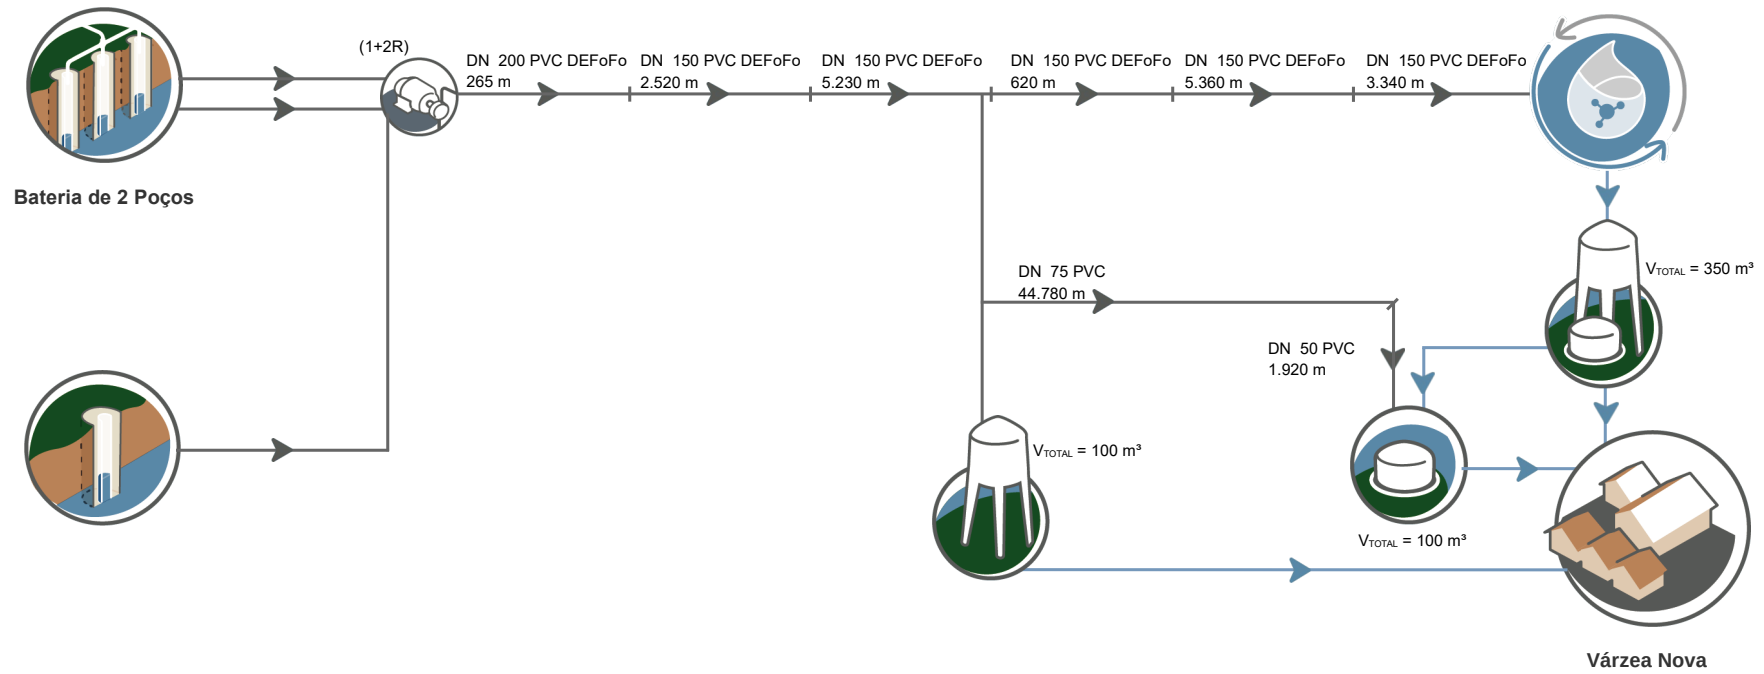 (1+2R)
DN 200 PVC DEFoFo
265 m
DN 150 PVC DEFoFo
2.520 m
DN 150 PVC DEFoFo
5.230 m
DN 150 PVC DEFoFo
620 m
DN 150 PVC DEFoFo
5.360 m
DN 150 PVC DEFoFo
3.340 m
Bateria de 2 Poços
DN 75 PVC
44.780 m
VTOTAL = 350 m³
DN 50 PVC
1.920 m
VTOTAL = 100 m³
VTOTAL = 100 m³
Várzea Nova